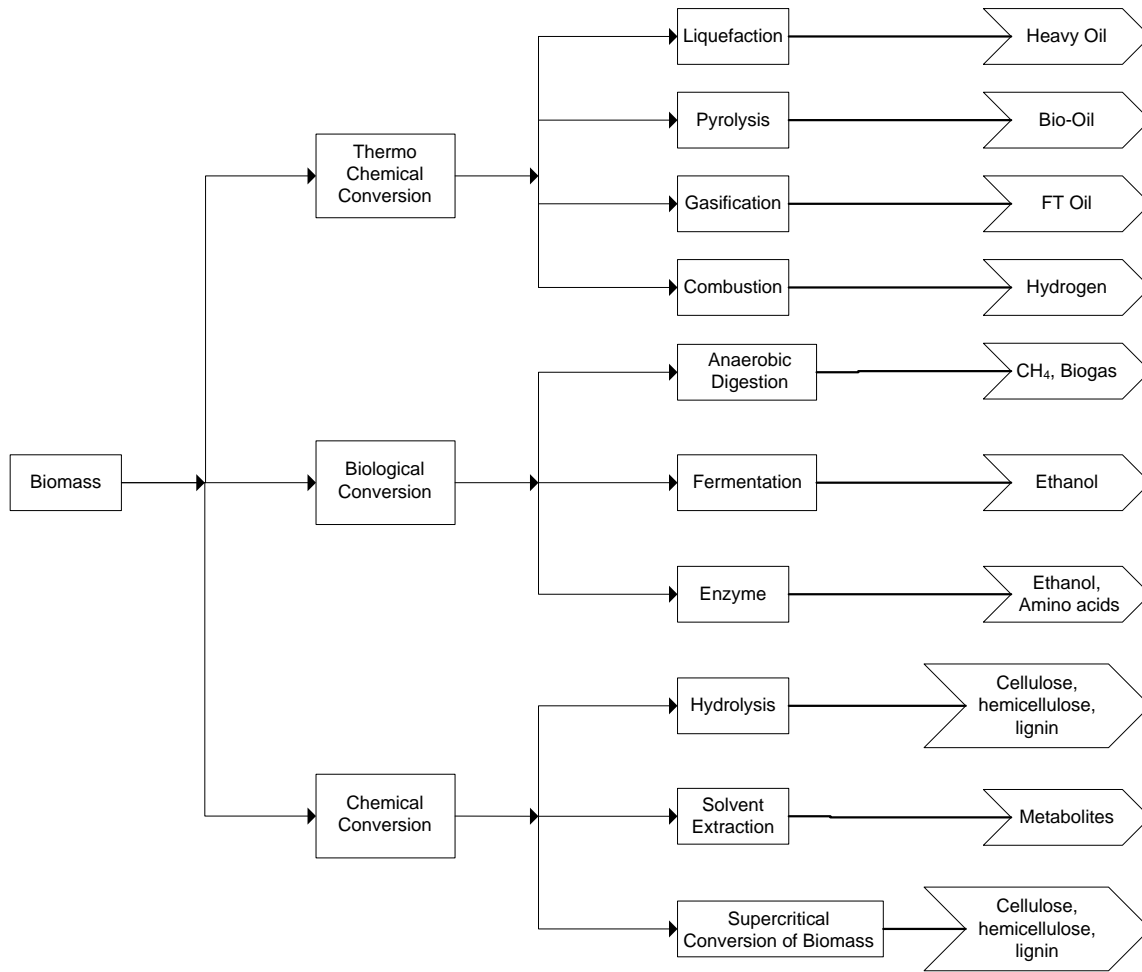 Liquefaction
Heavy Oil
Pyrolysis
Bio-Oil
Thermo
Chemical
Conversion
Gasification
FT Oil
Combustion
Hydrogen
Anaerobic
Digestion
CH₄, Biogas
Biomass
Biological
Conversion
Fermentation
Ethanol
Enzyme
Ethanol,
Amino acids
Hydrolysis
Cellulose,
hemicellulose,
lignin
Chemical
Conversion
Solvent
Extraction
Metabolites
Supercritical
Conversion of Biomass
Cellulose,
hemicellulose,
lignin